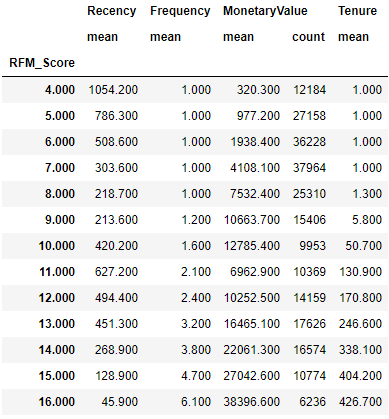 Recency Frequency MonetaryValue Tenure
mean mean mean count mean
RFM_Score
4.000 1054.200 1.000 320.300 12184 1.000
5.000 786.300 1.000 977.200 27158 1.000
6.000 508.600 1.000 1938.400 36228 1.000
7.000 303.600 1.000 4108.100 37964 1.000
8.000 218.700 1.000 7532.400 25310 1.300
9.000 213.600 1.200 10663.700 15406 5.800
10.000 420.200 1.600 12785.400 9953 50.700
11.000 627.200 2.100 6962.900 10369 130.900
12.000 494.400 2.400 10252.500 14159 170.800
13.000 451.300 3.200 16465.100 17626 246.600
14.000 268.900 3.800 22061.300 16574 338.100
15.000 128.900 4.700 27042.600 10774 404.200
16.000 45.900 6.100 38396.600 6236 426.700